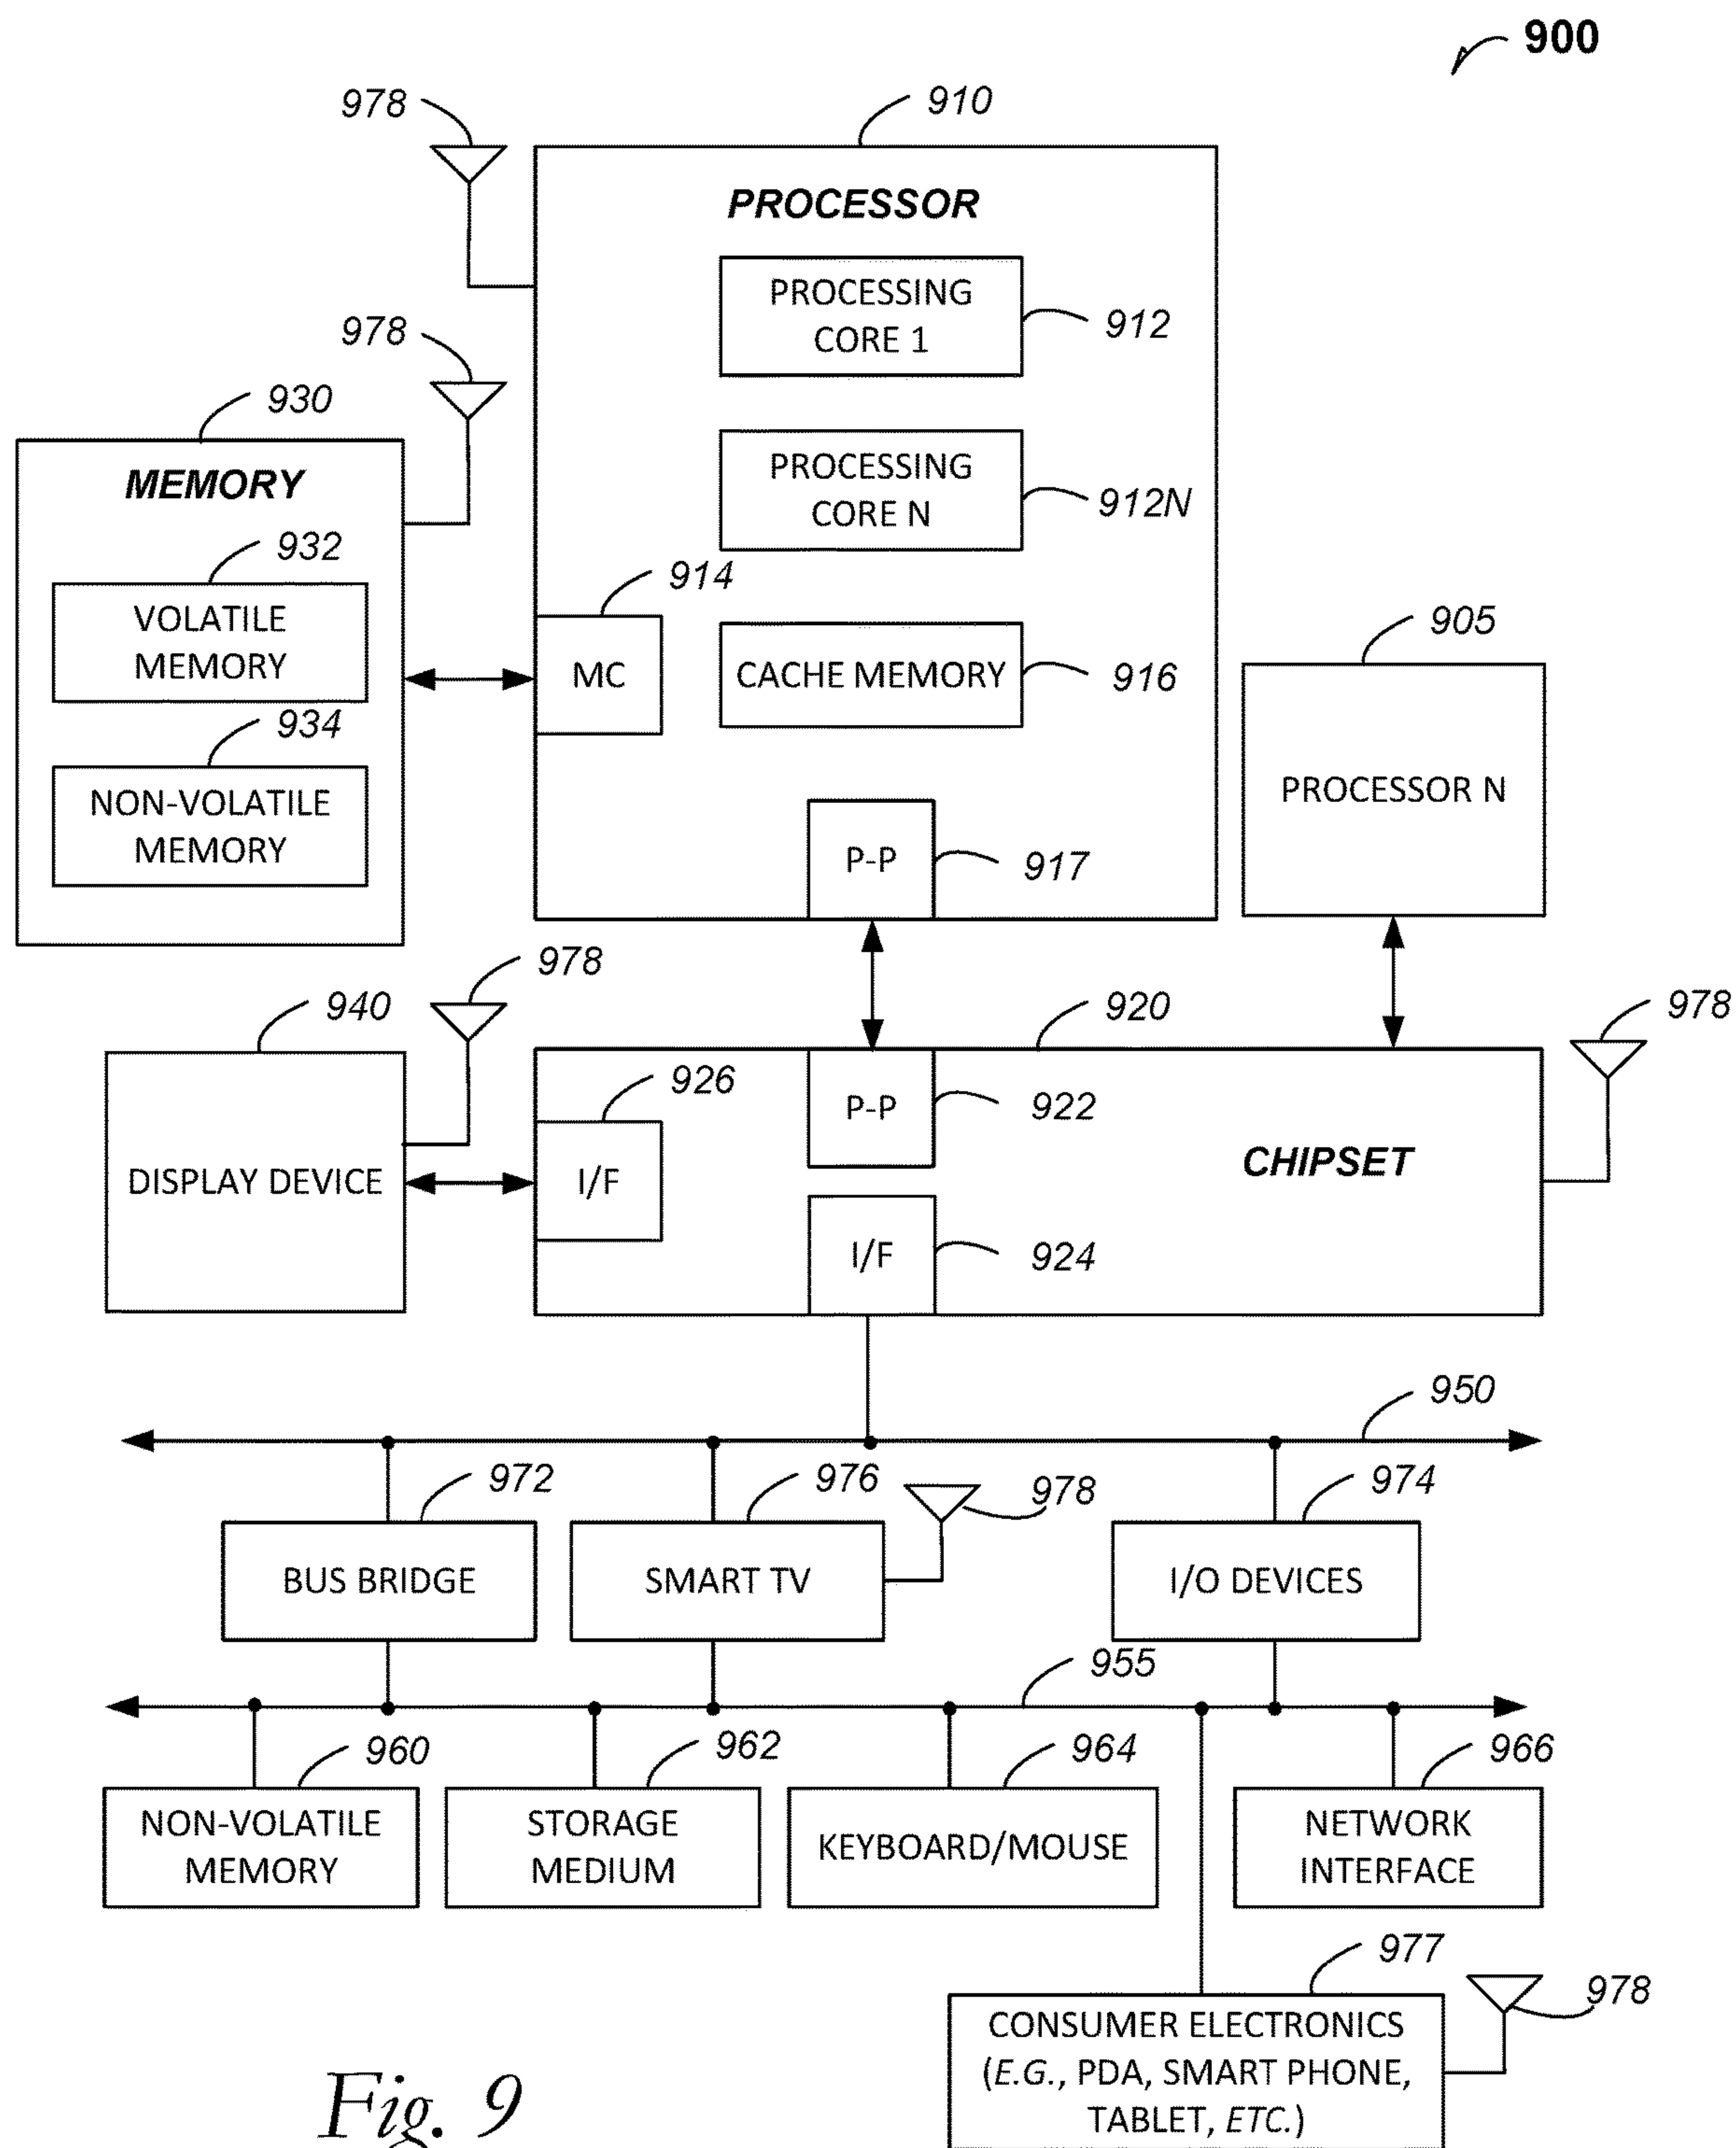 900
978
910
PROCESSOR
PROCESSING
CORE 1
912
978
930
MEMORY
PROCESSING
CORE N
912N
932
VOLATILE
MEMORY
914
MC
CACHE MEMORY
916
905
PROCESSOR N
934
NON-VOLATILE
MEMORY
P-P
917
978
940
920
978
DISPLAY DEVICE
926
I/F
P-P
922
CHIPSET
I/F
924
950
972
976
978
974
BUS BRIDGE
SMART TV
I/O DEVICES
955
960
962
964
966
NON-VOLATILE
MEMORY
STORAGE
MEDIUM
KEYBOARD/MOUSE
NETWORK
INTERFACE
977
978
CONSUMER ELECTRONICS
(E.G., PDA, SMART PHONE,
TABLET, ETC.)
Fig. 9